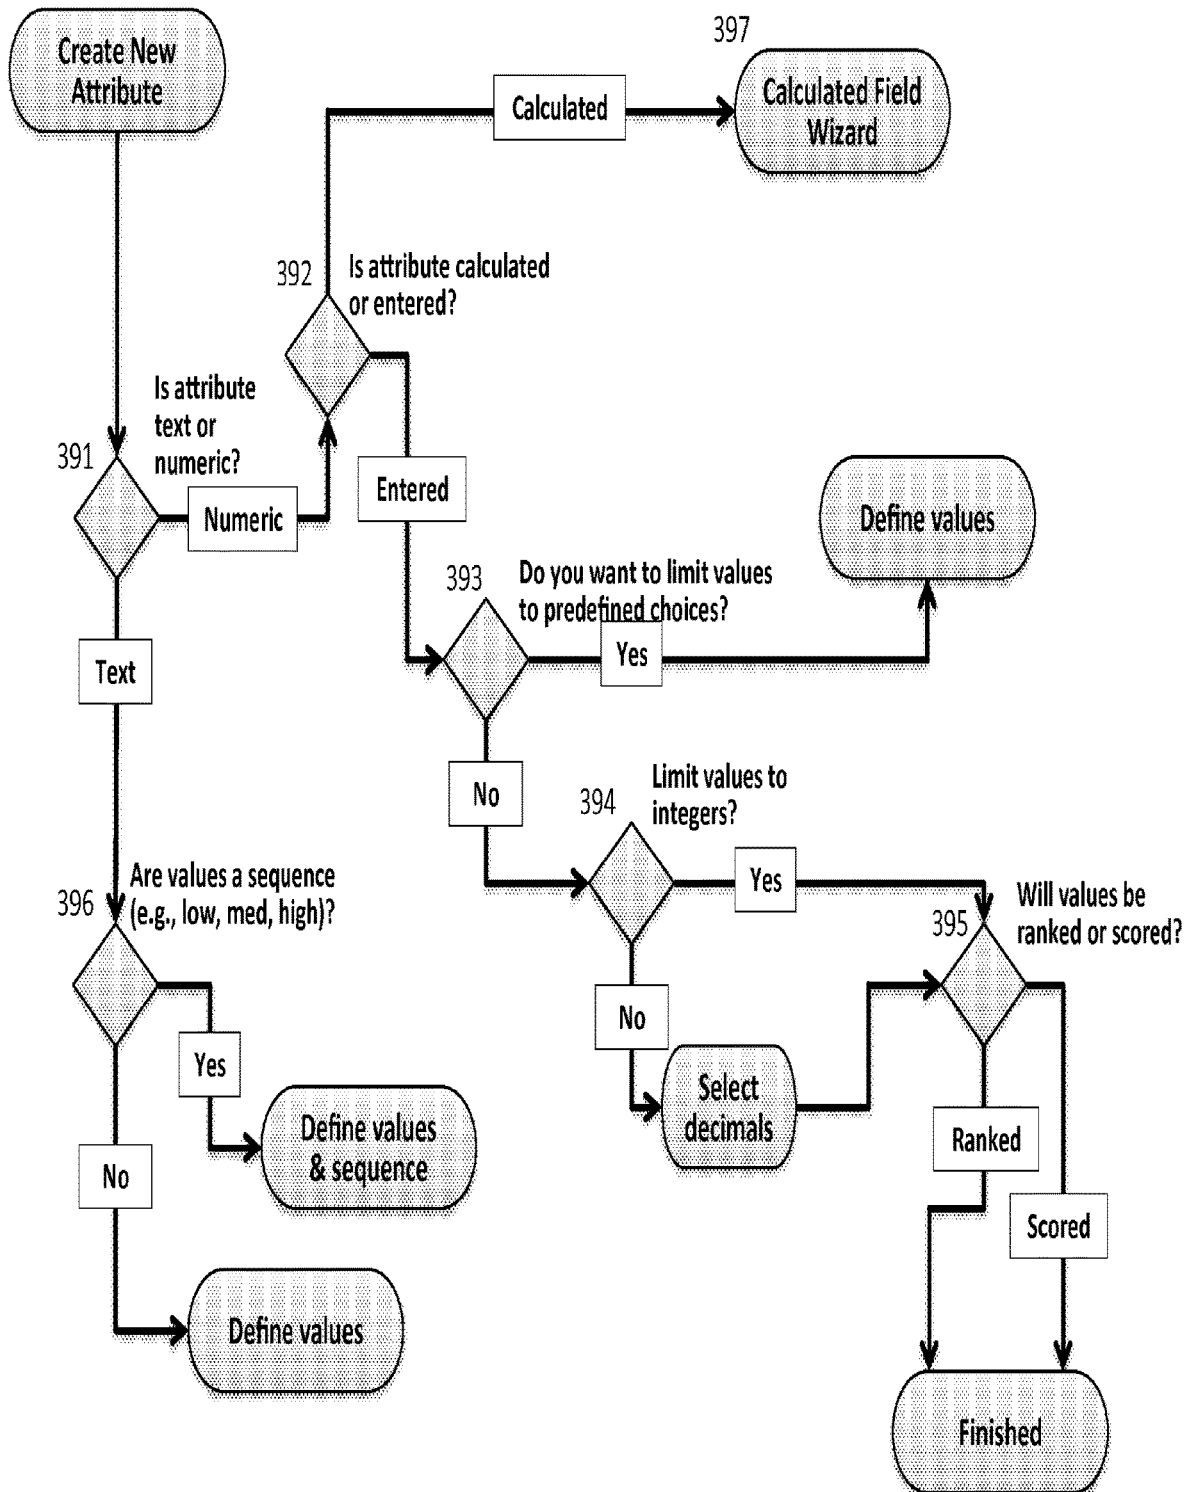 397
Create New
Attribute
Calculated
Calculated Field
Wizard
392
Is attribute calculated
or entered?
Is attribute
text or
numeric?
391
Numeric
Entered
Define values
393
Do you want to limit values
to predefined choices?
Yes
Text
No
394
Limit values to
integers?
Yes
396
Are values a sequence
(e.g., low, med, high)?
395
Will values be
ranked or scored?
No
Yes
Select
decimals
Define values
& sequence
Ranked
No
Scored
Define values
Finished